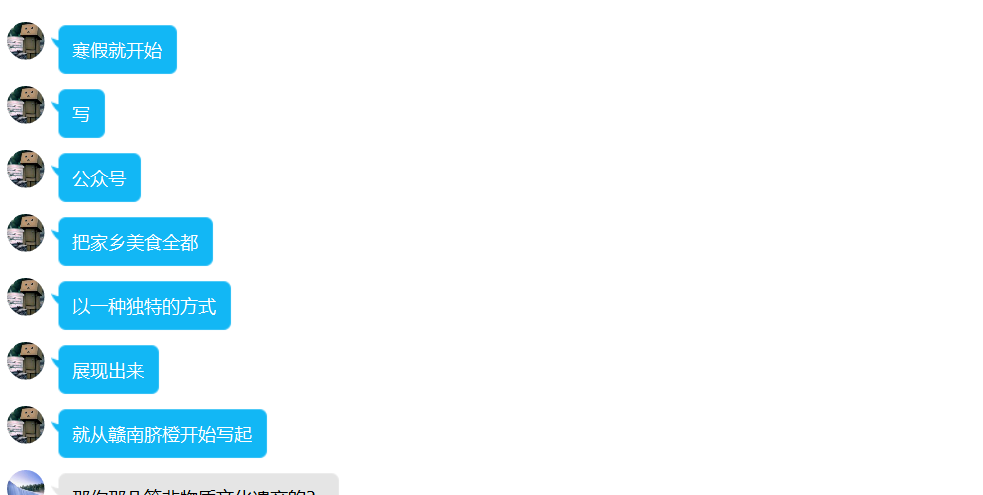 寒假就开始
写
公众号
把家乡美食全都
以一种独特的方式
展现出来
就从赣南脐橙开始写起